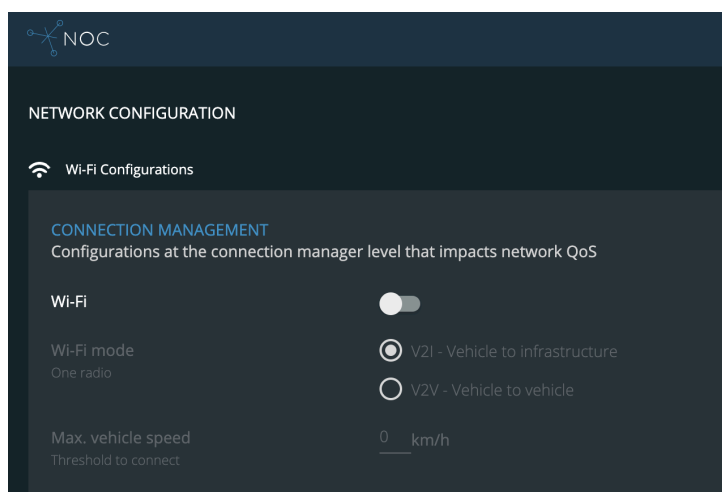 NOC
NETWORK CONFIGURATION
Wi-Fi Configurations
CONNECTION MANAGEMENT
Configurations at the connection manager level that impacts network QoS
Wi-Fi
Wi-Fi mode
One radio
V2I - Vehicle to infrastructure
V2V - Vehicle to vehicle
Max. vehicle speed
Threshold to connect
0 km/h